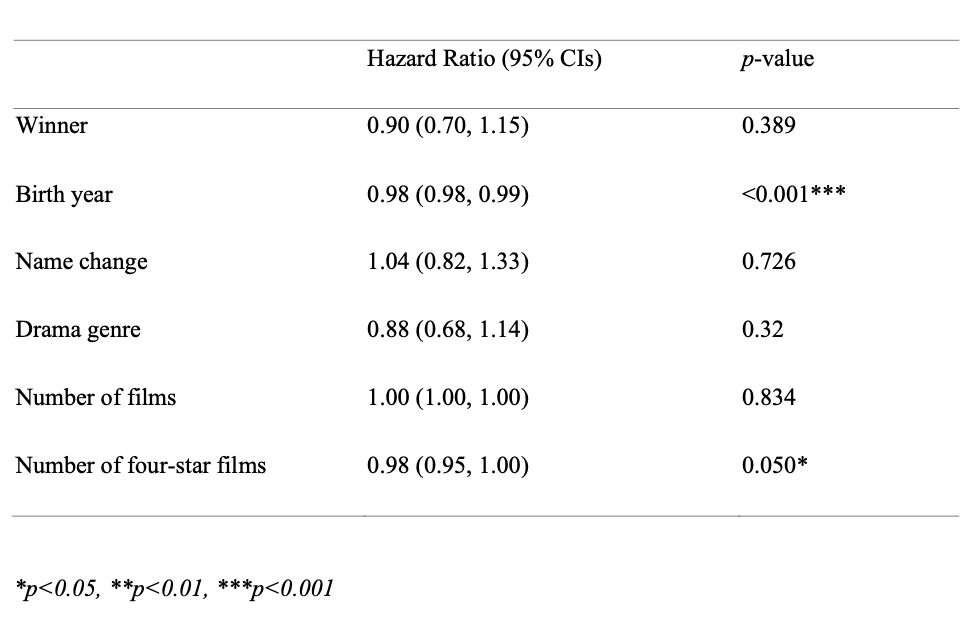 Hazard Ratio (95% CIs) p-value
Winner 0.90 (0.70, 1.15) 0.389
Birth year 0.98 (0.98, 0.99) <0.001***
Name change 1.04 (0.82, 1.33) 0.726
Drama genre 0.88 (0.68, 1.14) 0.32
Number of films 1.00 (1.00, 1.00) 0.834
Number of four-star films 0.98 (0.95, 1.00) 0.050*
*p<0.05, **p<0.01, ***p<0.001